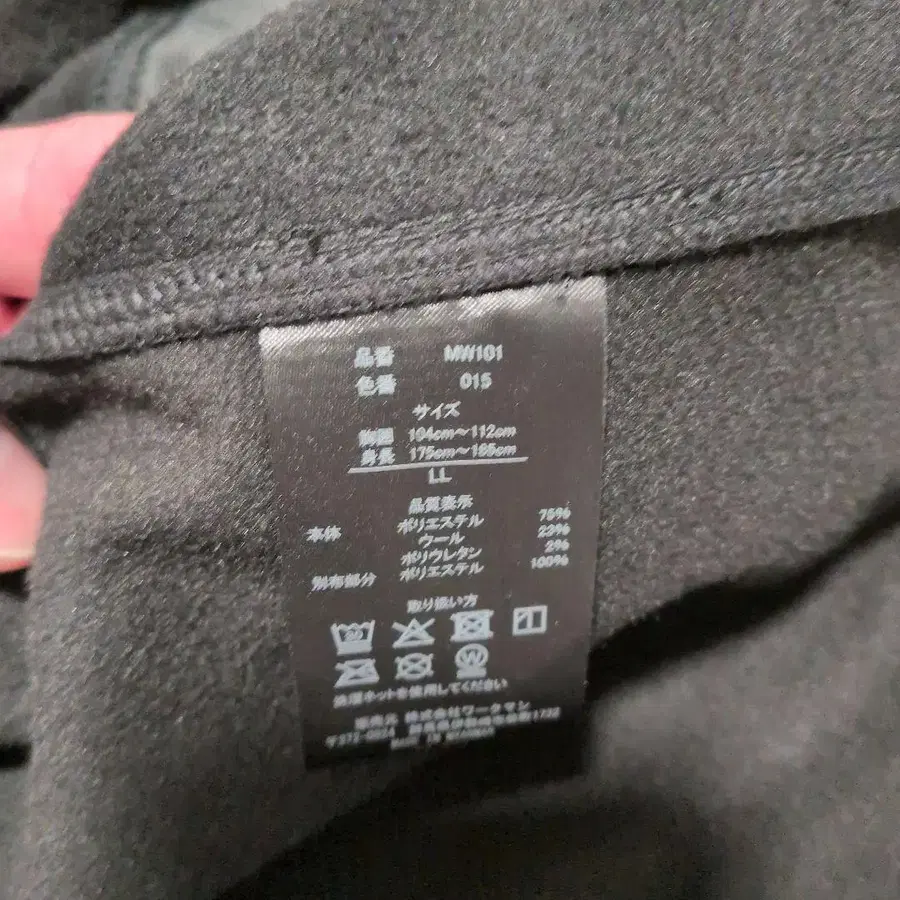 品番 MW101
色番 015
サイズ
胸囲 104cm～112cm
身長 175cm～185cm
LL
品質表示
本体 ポリエステル 75%
ウール 23%
ポリウレタン 2%
別布部分 ポリエステル 100%
取り扱い方
洗濯ネットを使用してください
販売元 株式会社ワークマン
1732